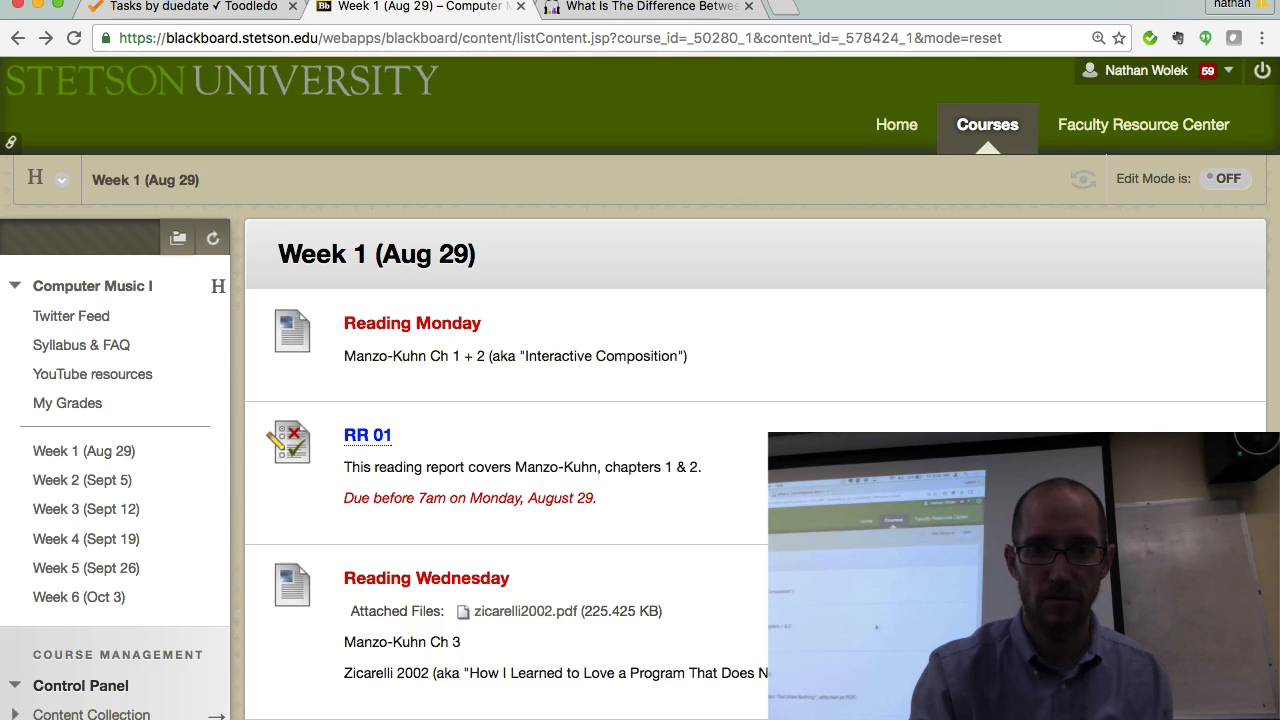 Tasks by duedate ✓ Toodledo
Week 1 (Aug 29) – Computer M
What Is The Difference Betwe
nathan
https://blackboard.stetson.edu/webapps/blackboard/content/listContent.jsp?course_id=_50280_1&content_id=_578424_1&mode=reset
STETSON UNIVERSITY
Nathan Wolek 59
Home
Courses
Faculty Resource Center
H
Week 1 (Aug 29)
Edit Mode is: OFF
Computer Music I H
Twitter Feed
Syllabus & FAQ
YouTube resources
My Grades
Week 1 (Aug 29)
Week 2 (Sept 5)
Week 3 (Sept 12)
Week 4 (Sept 19)
Week 5 (Sept 26)
Week 6 (Oct 3)
COURSE MANAGEMENT
Control Panel
Content Collection
Week 1 (Aug 29)
Reading Monday
Manzo-Kuhn Ch 1 + 2 (aka "Interactive Composition")
RR 01
This reading report covers Manzo-Kuhn, chapters 1 & 2.
Due before 7am on Monday, August 29.
Reading Wednesday
Attached Files: zicarelli2002.pdf (225.425 KB)
Manzo-Kuhn Ch 3
Zicarelli 2002 (aka "How I Learned to Love a Program That Does N
Home
Courses
Faculty Resource Center